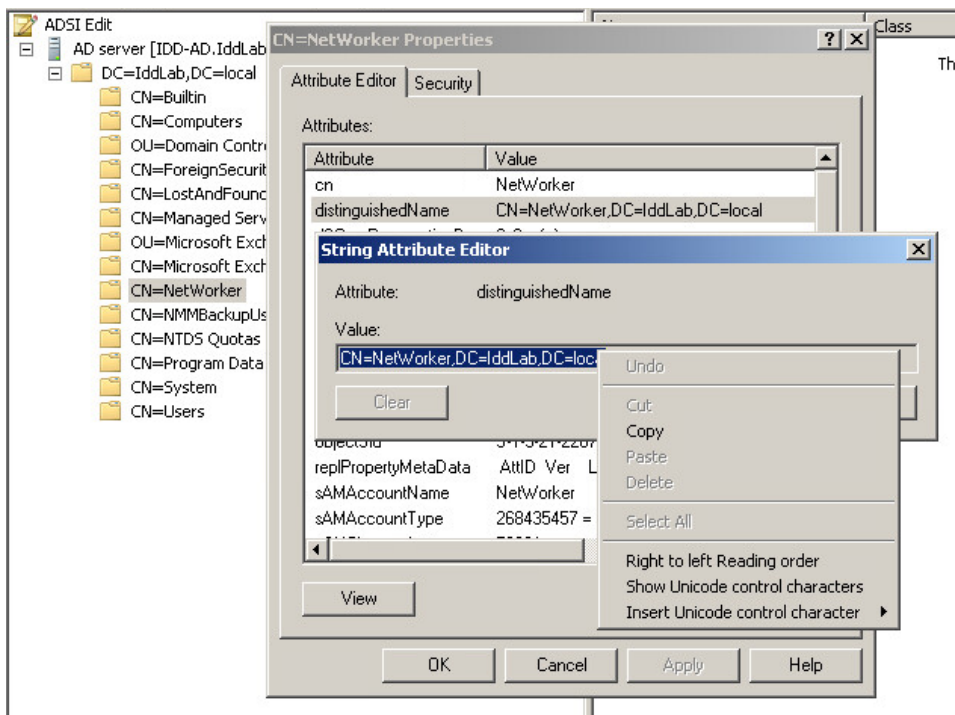 ADSI Edit
AD server [IDD-AD.IddLab
DC=IddLab,DC=local
CN=Builtin
CN=Computers
OU=Domain Contr
CN=ForeignSecurit
CN=LostAndFound
CN=Managed Serv
OU=Microsoft Exch
CN=Microsoft Exch
CN=NetWorker
CN=NMMBackupUs
CN=NTDS Quotas
CN=Program Data
CN=System
CN=Users
CN=NetWorker Properties
Attribute Editor
Security
Attributes:
Attribute Value
cn NetWorker
distinguishedName CN=NetWorker,DC=IddLab,DC=local
String Attribute Editor
Attribute: distinguishedName
Value:
CN=NetWorker,DC=IddLab,DC=loca
Clear
replPropertyMetaData AttID Ver L
sAMAccountName NetWorker
sAMAccountType 268435457 =
View
OK
Cancel
Apply
Help
Undo
Cut
Copy
Paste
Delete
Select All
Right to left Reading order
Show Unicode control characters
Insert Unicode control character
Class
Th